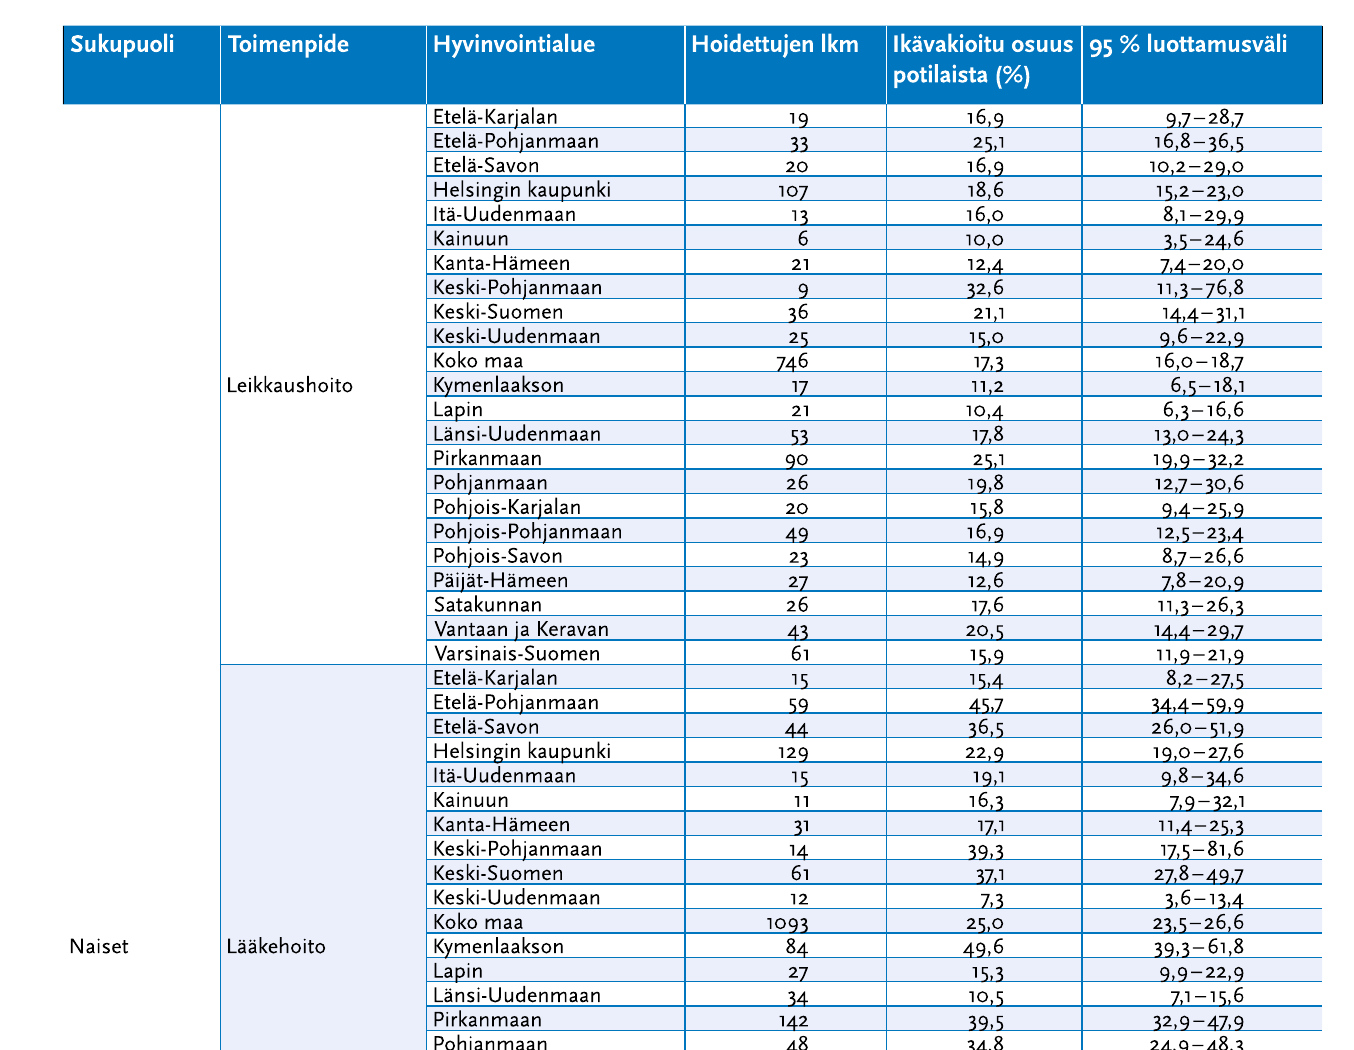 Sukupuoli Toimenpide Hyvinvointialue Hoidettujen lkm Ikävakioitu osuus potilaista (%) 95 % luottamusväli
Etelä-Karjalan 19 16,9 9,7–28,7
Etelä-Pohjanmaan 33 25,1 16,8–36,5
Etelä-Savon 20 16,9 10,2–29,0
Helsingin kaupunki 107 18,6 15,2–23,0
Itä-Uudenmaan 13 16,0 8,1–29,9
Kainuun 6 10,0 3,5–24,6
Kanta-Hämeen 21 12,4 7,4–20,0
Keski-Pohjanmaan 9 32,6 11,3–76,8
Keski-Suomen 36 21,1 14,4–31,1
Keski-Uudenmaan 25 15,0 9,6–22,9
Koko maa 746 17,3 16,0–18,7
Leikkaushoito Kymenlaakson 17 11,2 6,5–18,1
Lapin 21 10,4 6,3–16,6
Länsi-Uudenmaan 53 17,8 13,0–24,3
Pirkanmaan 90 25,1 19,9–32,2
Pohjanmaan 26 19,8 12,7–30,6
Pohjois-Karjalan 20 15,8 9,4–25,9
Pohjois-Pohjanmaan 49 16,9 12,5–23,4
Pohjois-Savon 23 14,9 8,7–26,6
Päijät-Hämeen 27 12,6 7,8–20,9
Satakunnan 26 17,6 11,3–26,3
Vantaan ja Keravan 43 20,5 14,4–29,7
Varsinais-Suomen 61 15,9 11,9–21,9
Etelä-Karjalan 15 15,4 8,2–27,5
Etelä-Pohjanmaan 59 45,7 34,4–59,9
Etelä-Savon 44 36,5 26,0–51,9
Helsingin kaupunki 129 22,9 19,0–27,6
Itä-Uudenmaan 15 19,1 9,8–34,6
Kainuun 11 16,3 7,9–32,1
Kanta-Hämeen 31 17,1 11,4–25,3
Keski-Pohjanmaan 14 39,3 17,5–81,6
Keski-Suomen 61 37,1 27,8–49,7
Keski-Uudenmaan 12 7,3 3,6–13,4
Koko maa 1093 25,0 23,5–26,6
Naiset Lääkehoito Kymenlaakson 84 49,6 39,3–61,8
Lapin 27 15,3 9,9–22,9
Länsi-Uudenmaan 34 10,5 7,1–15,6
Pirkanmaan 142 39,5 32,9–47,9
Pohjanmaan 48 34,8 24,9–48,3